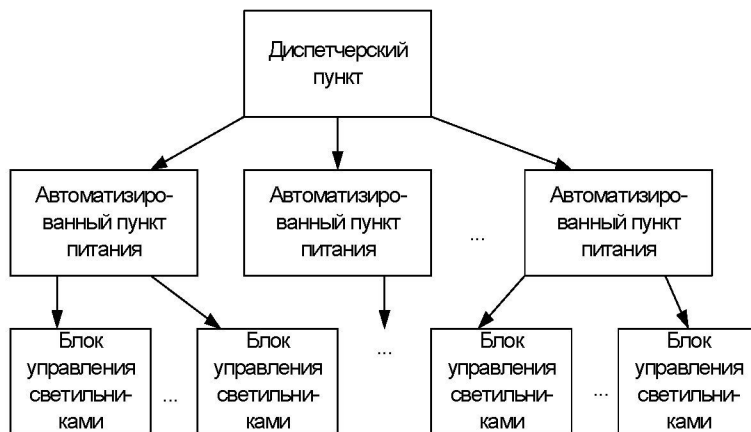 Диспетчерский
пункт
Автоматизиро-
ванный пункт
питания
Автоматизиро-
ванный пункт
питания
...
Автоматизиро-
ванный пункт
питания
Блок
управления
светильни-
ками
...
Блок
управления
светильни-
ками
...
Блок
управления
светильни-
ками
...
Блок
управления
светильни-
ками